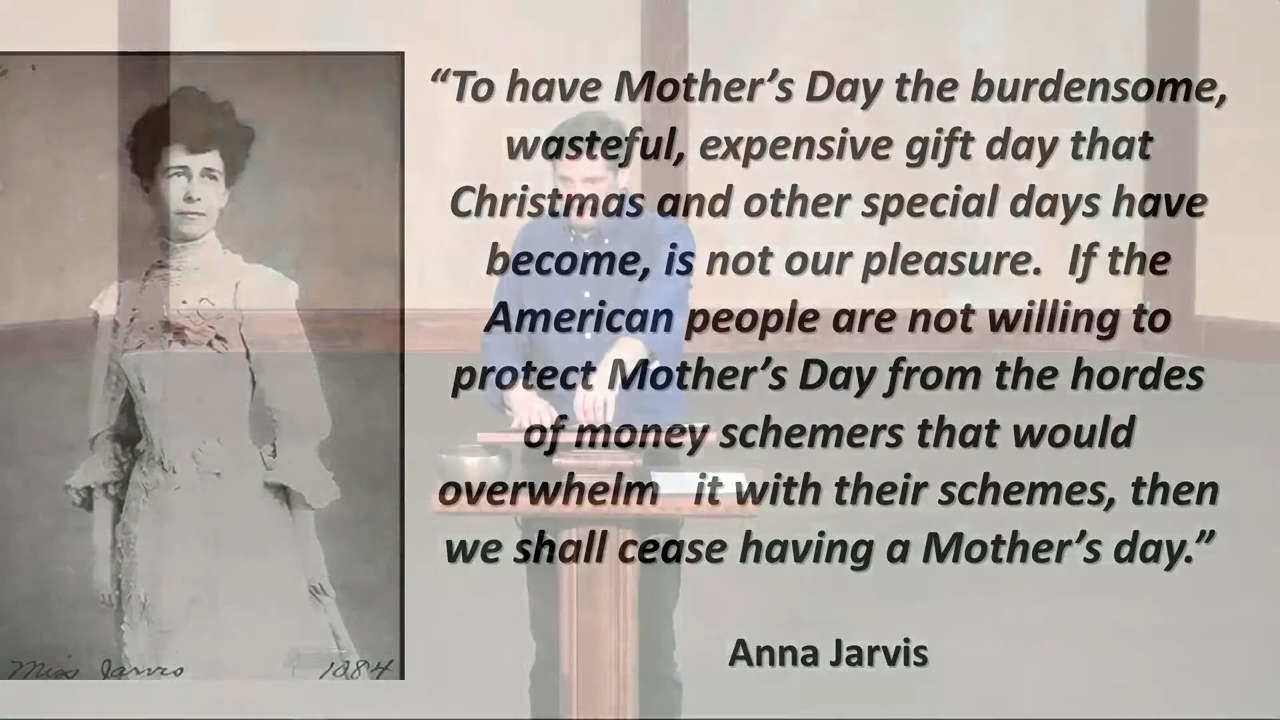 “To have Mother’s Day the burdensome,
wasteful, expensive gift day that
Christmas and other special days have
become, is not our pleasure.  If the
American people are not willing to
protect Mother’s Day from the hordes
of money schemers that would
overwhelm   it with their schemes, then
we shall cease having a Mother’s day.”
Anna Jarvis
Miss Jarvis 1884